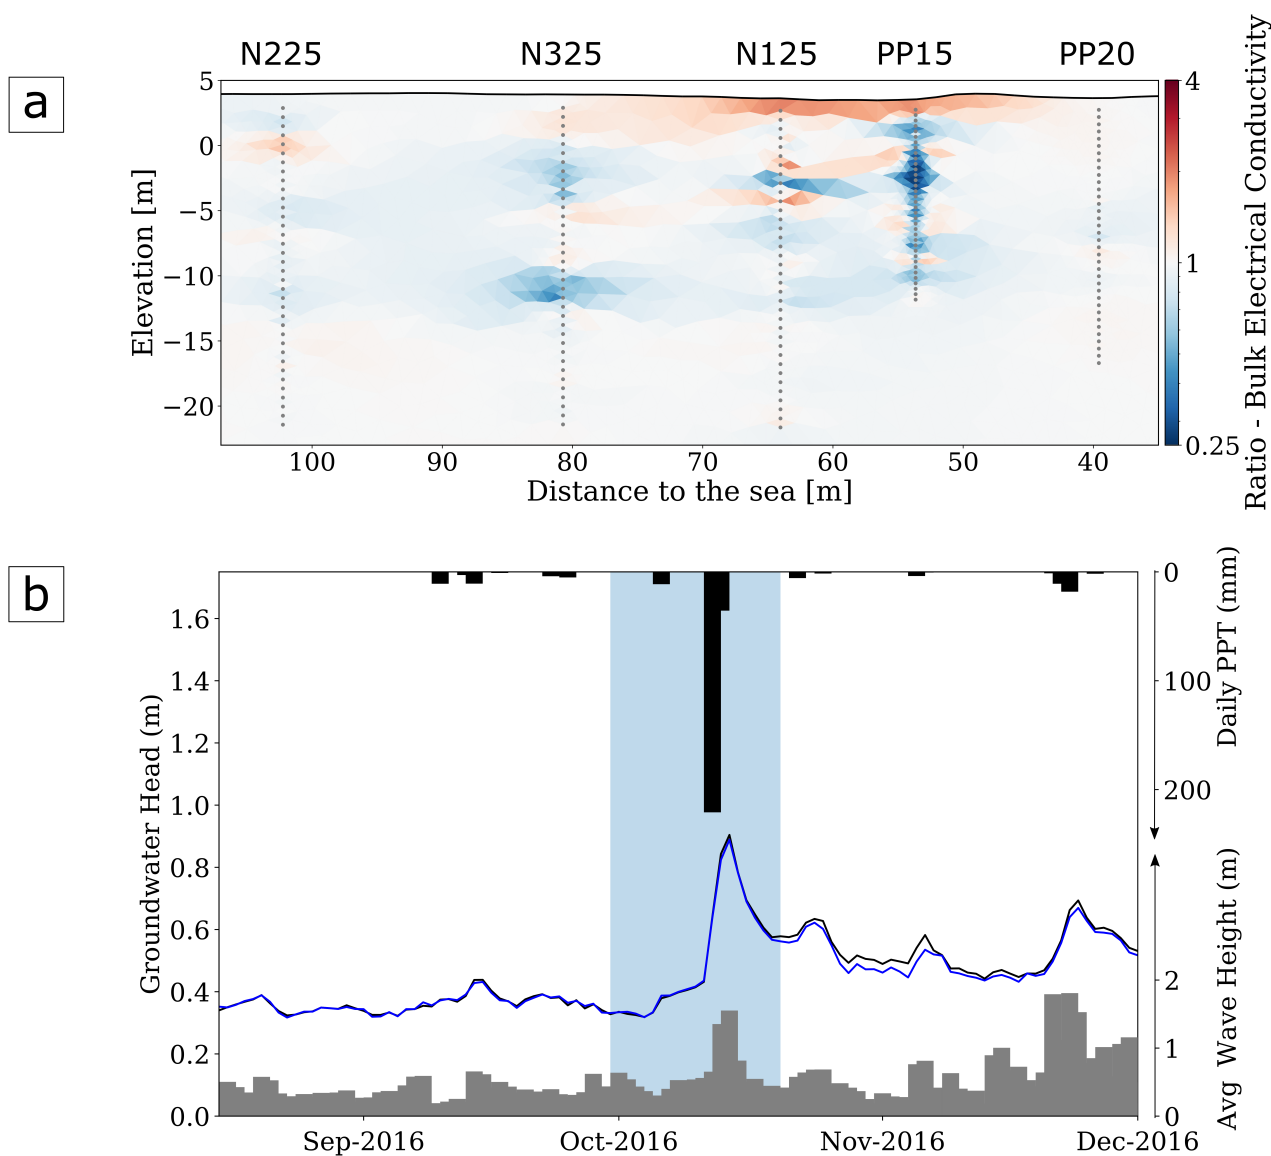 N225 N325 N125 PP15 PP20
a
5
0
−5
−10
−15
−20
Elevation [m]
100 90 80 70 60 50 40
Distance to the sea [m]
4
1
0.25
Ratio - Bulk Electrical Conductivity
b
1.6
1.4
1.2
1.0
0.8
0.6
0.4
0.2
0.0
Groundwater Head (m)
0
100
200
Daily PPT (mm)
2
1
0
Avg Wave Height (m)
Sep-2016 Oct-2016 Nov-2016 Dec-2016